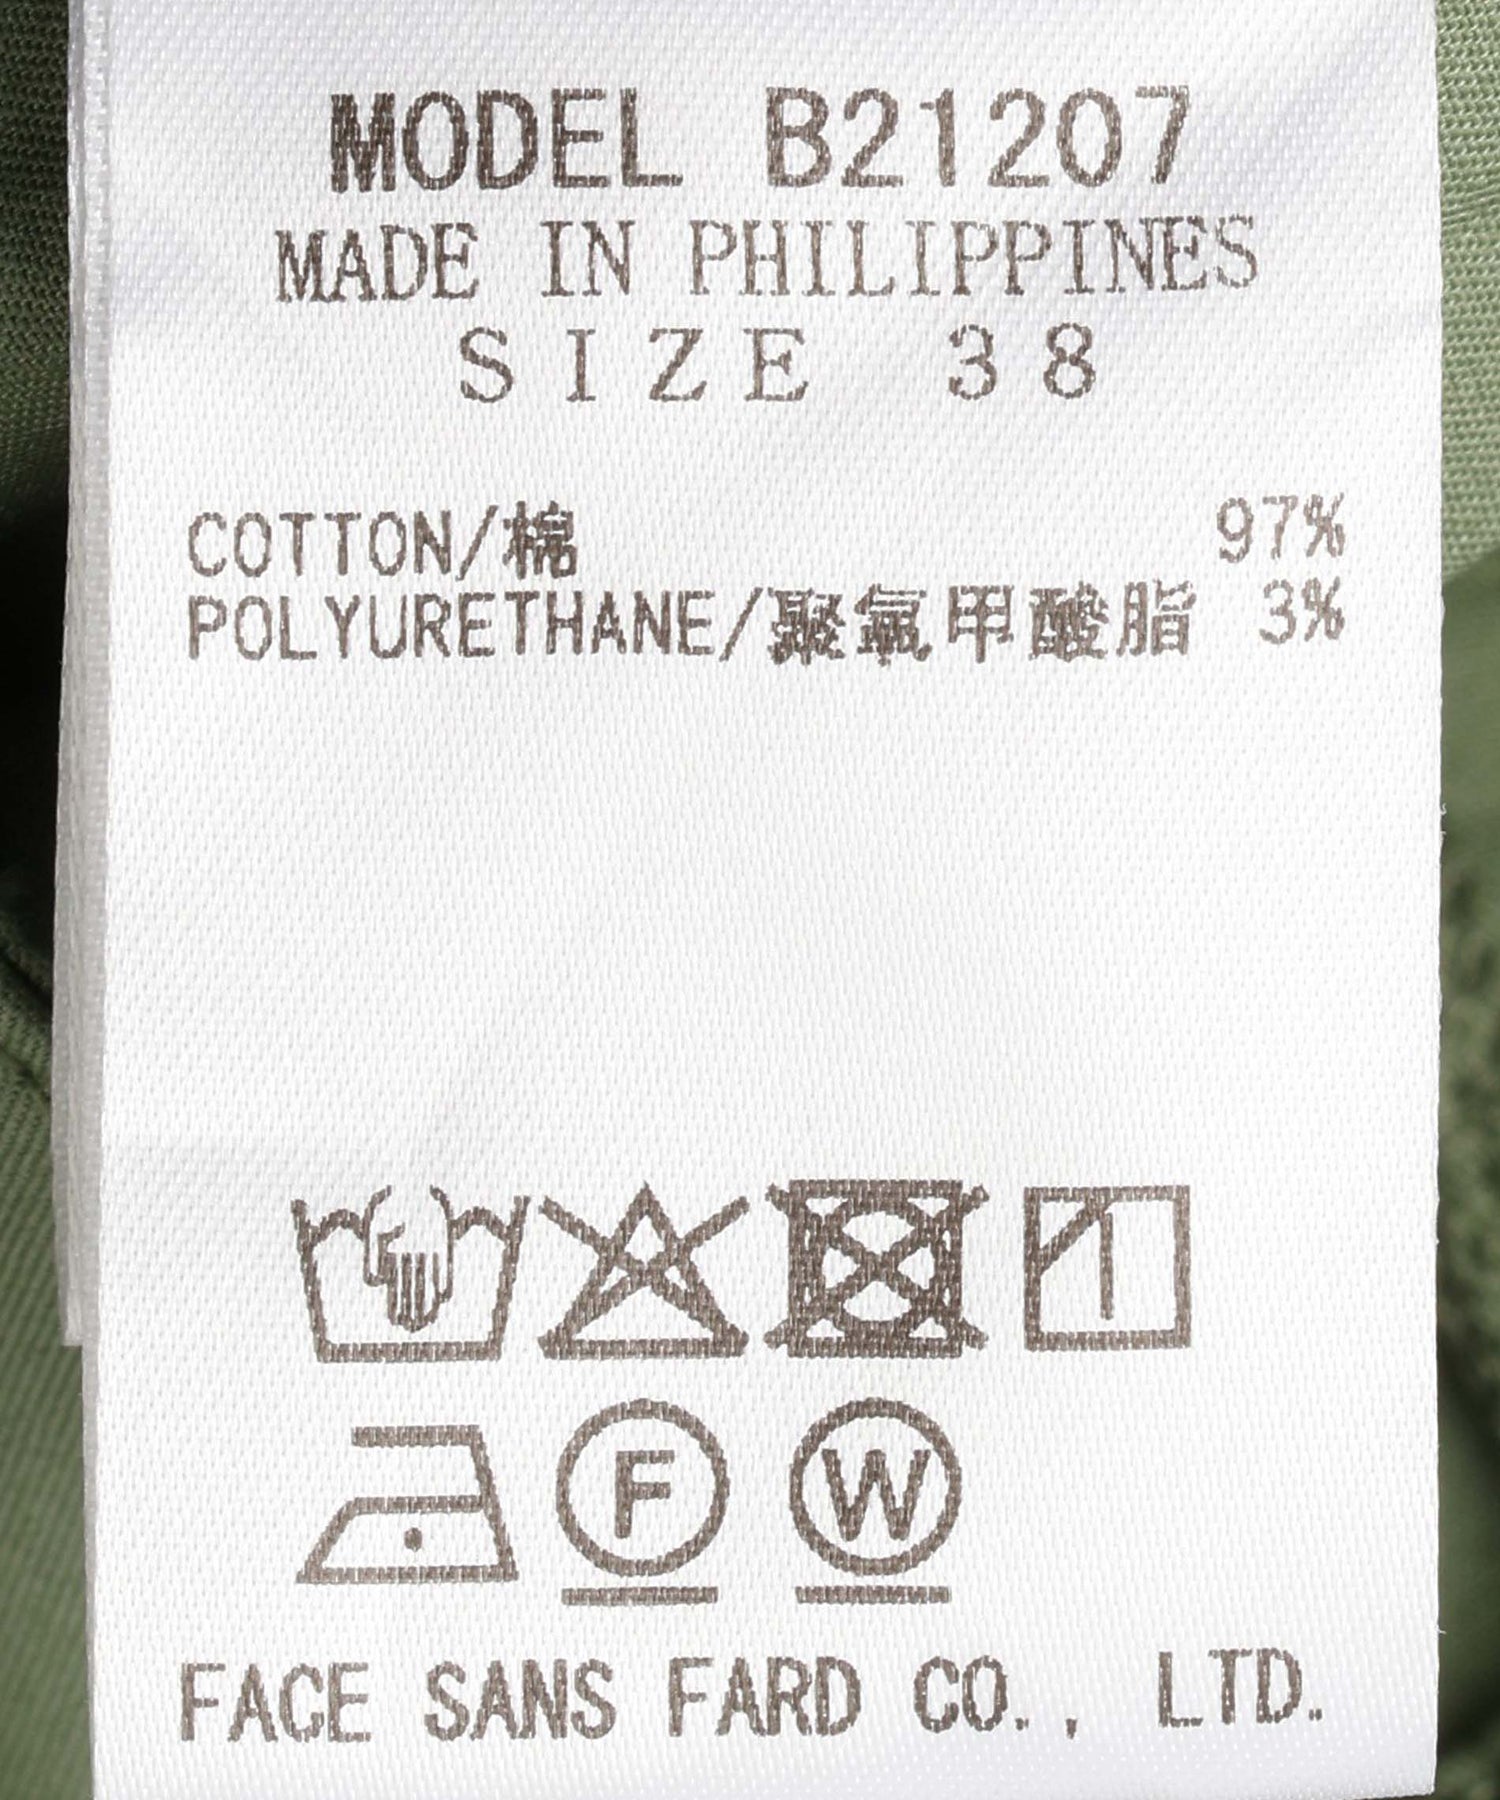 MODEL B21207
MADE IN PHILIPPINES
SIZE 38
COTTON/棉 97%
POLYURETHANE/聚氰甲酸脂 3%
F W
FACE SANS FARD CO., LTD.